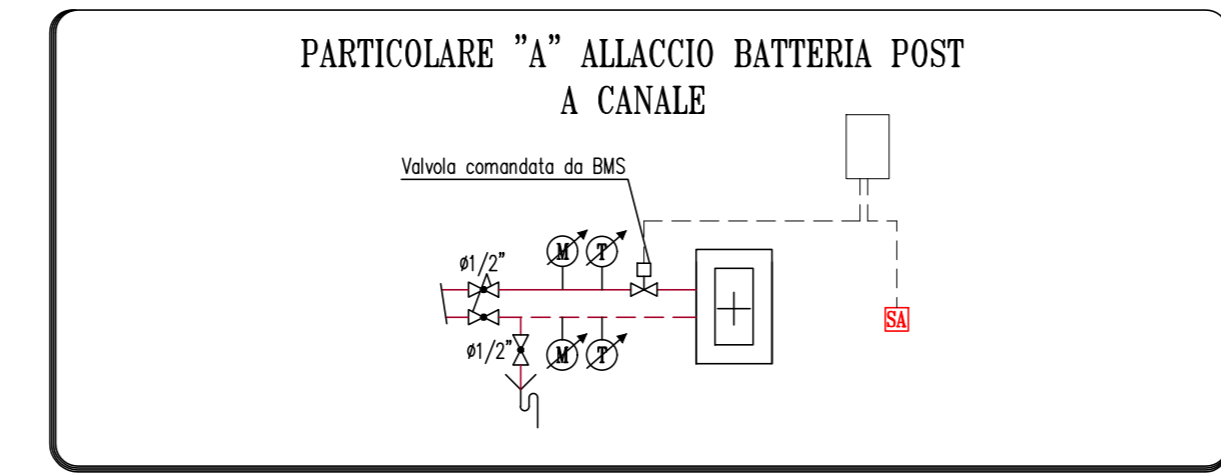 PARTICOLARE "A" ALLACCIO BATTERIA POST
A CANALE
Valvola comandata da BMS
M T
ø1/2"
SA
ø1/2"
M T